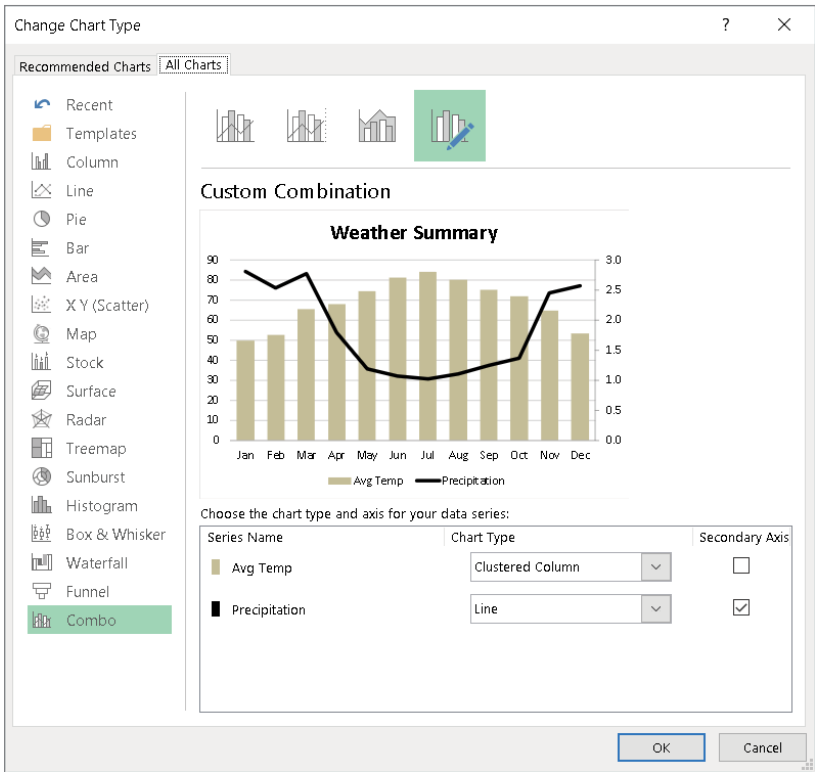 Change Chart Type ? ×
Recommended Charts All Charts
Recent
Templates
Column
Line
Pie
Bar
Area
X Y (Scatter)
Map
Stock
Surface
Radar
Treemap
Sunburst
Histogram
Box & Whisker
Waterfall
Funnel
Combo
Custom Combination
Weather Summary
90
80
70
60
50
40
30
20
10
0
3.0
2.5
2.0
1.5
1.0
0.5
0.0
Jan Feb Mar Apr May Jun Jul Aug Sep Oct Nov Dec
Avg Temp Precipitation
Choose the chart type and axis for your data series:
Series Name Chart Type Secondary Axis
Avg Temp Clustered Column
Precipitation Line
OK Cancel